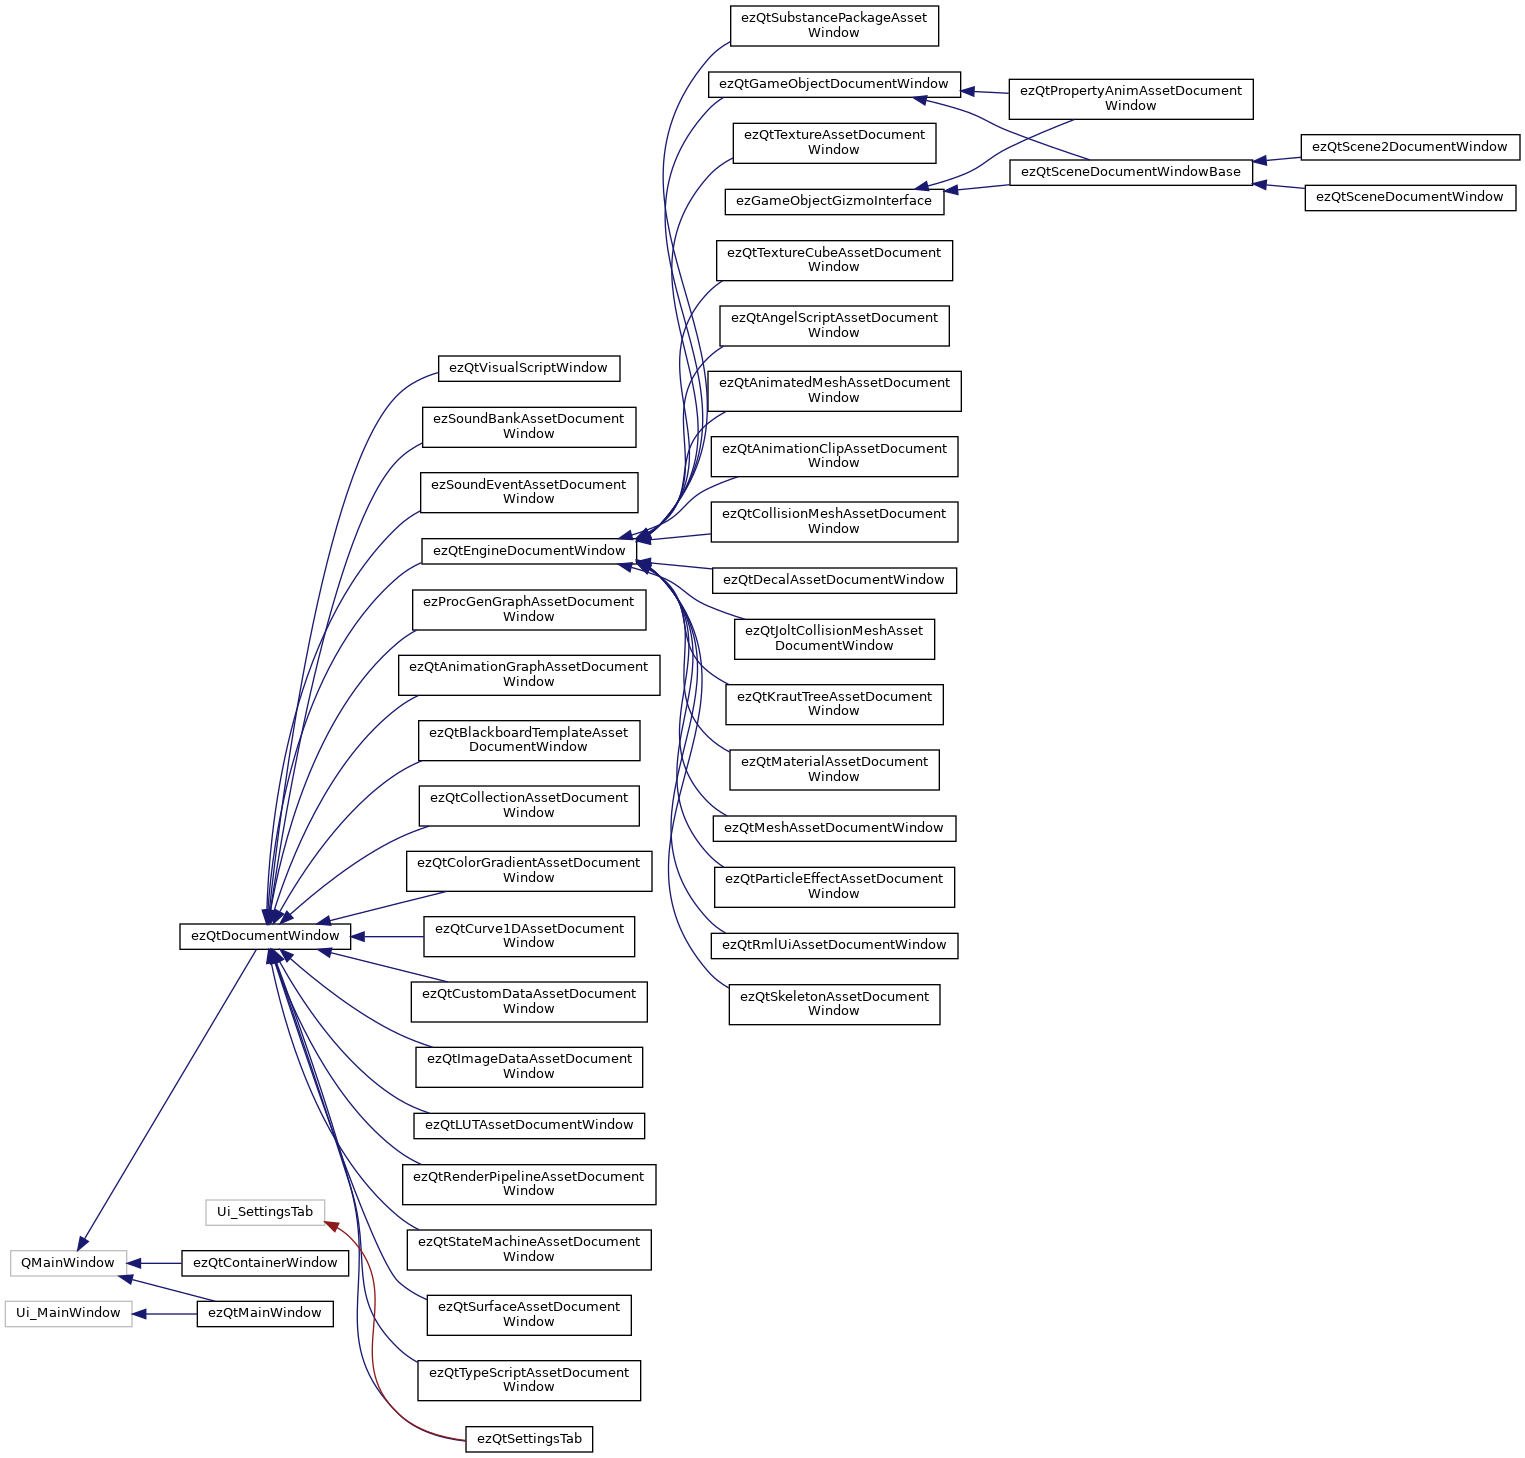 ezQtSubstancePackageAsset
Window
ezQtGameObjectDocumentWindow
ezQtPropertyAnimAssetDocument
Window
ezQtTextureAssetDocument
Window
ezQtScene2DocumentWindow
ezQtSceneDocumentWindowBase
ezQtSceneDocumentWindow
ezGameObjectGizmoInterface
ezQtTextureCubeAssetDocument
Window
ezQtAngelScriptAssetDocument
Window
ezQtVisualScriptWindow
ezQtAnimatedMeshAssetDocument
Window
ezSoundBankAssetDocument
Window
ezQtAnimationClipAssetDocument
Window
ezSoundEventAssetDocument
Window
ezQtCollisionMeshAssetDocument
Window
ezQtEngineDocumentWindow
ezQtDecalAssetDocumentWindow
ezProcGenGraphAssetDocument
Window
ezQtJoltCollisionMeshAsset
DocumentWindow
ezQtAnimationGraphAssetDocument
Window
ezQtKrautTreeAssetDocument
Window
ezQtBlackboardTemplateAsset
DocumentWindow
ezQtMaterialAssetDocument
Window
ezQtCollectionAssetDocument
Window
ezQtMeshAssetDocumentWindow
ezQtColorGradientAssetDocument
Window
ezQtParticleEffectAssetDocument
Window
ezQtDocumentWindow
ezQtCurve1DAssetDocument
Window
ezQtRmlUiAssetDocumentWindow
ezQtCustomDataAssetDocument
Window
ezQtSkeletonAssetDocument
Window
ezQtImageDataAssetDocument
Window
ezQtLUTAssetDocumentWindow
ezQtRenderPipelineAssetDocument
Window
Ui_SettingsTab
ezQtStateMachineAssetDocument
Window
QMainWindow
ezQtContainerWindow
Ui_MainWindow
ezQtMainWindow
ezQtSurfaceAssetDocument
Window
ezQtTypeScriptAssetDocument
Window
ezQtSettingsTab